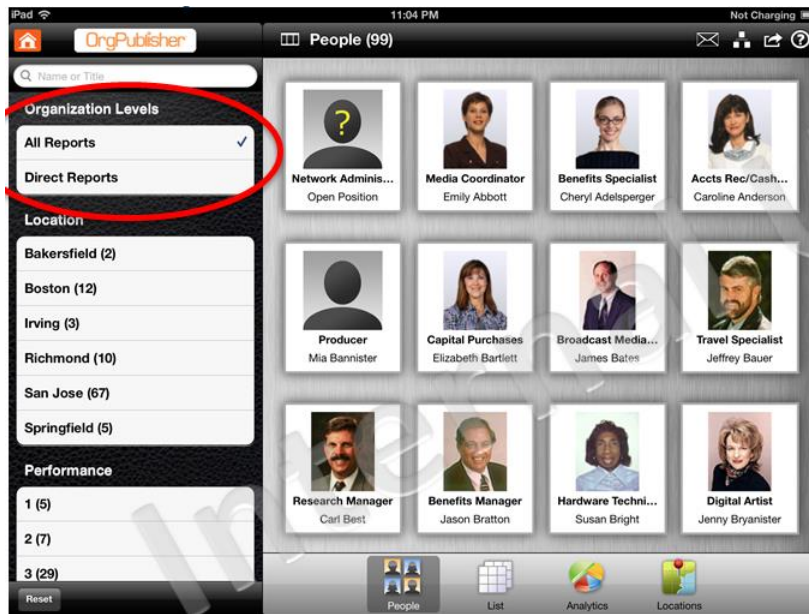 iPad
11:04 PM
Not Charging
OrgPublisher
People (99)
Name or Title
Organization Levels
All Reports
Direct Reports
Location
Bakersfield (2)
Boston (12)
Irving (3)
Richmond (10)
San Jose (67)
Springfield (5)
Performance
1 (5)
2 (7)
3 (29)
Reset
?
Network Adminis...
Open Position
Media Coordinator
Emily Abbott
Benefits Specialist
Cheryl Adelsperger
Accts Rec/Cash...
Caroline Anderson
Producer
Mia Bannister
Capital Purchases
Elizabeth Bartlett
Broadcast Media...
James Bates
Travel Specialist
Jeffrey Bauer
Research Manager
Carl Best
Benefits Manager
Jason Bratton
Hardware Techni...
Susan Bright
Digital Artist
Jenny Bryanister
People
List
Analytics
Locations